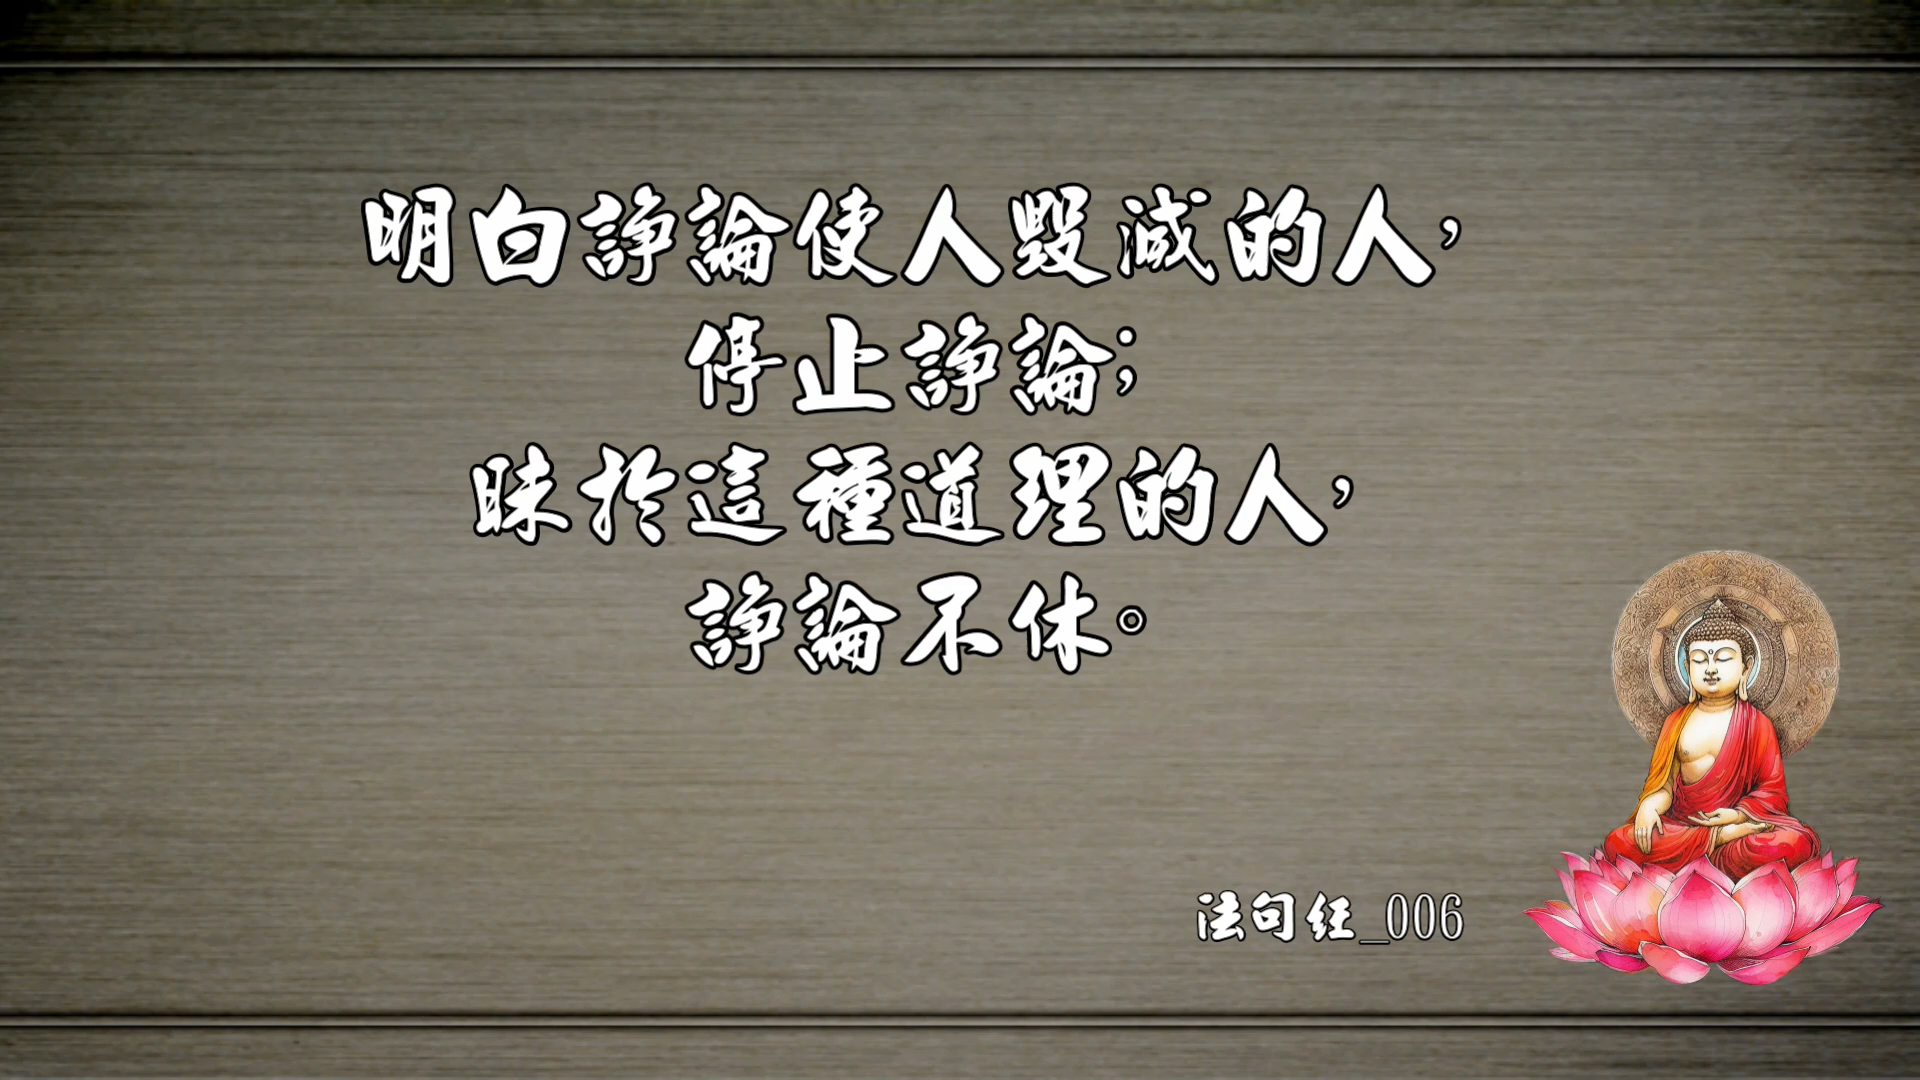 明白諍論使人毀滅的人，
停止諍論；
昧於這種道理的人，
諍論不休。
法句经_006